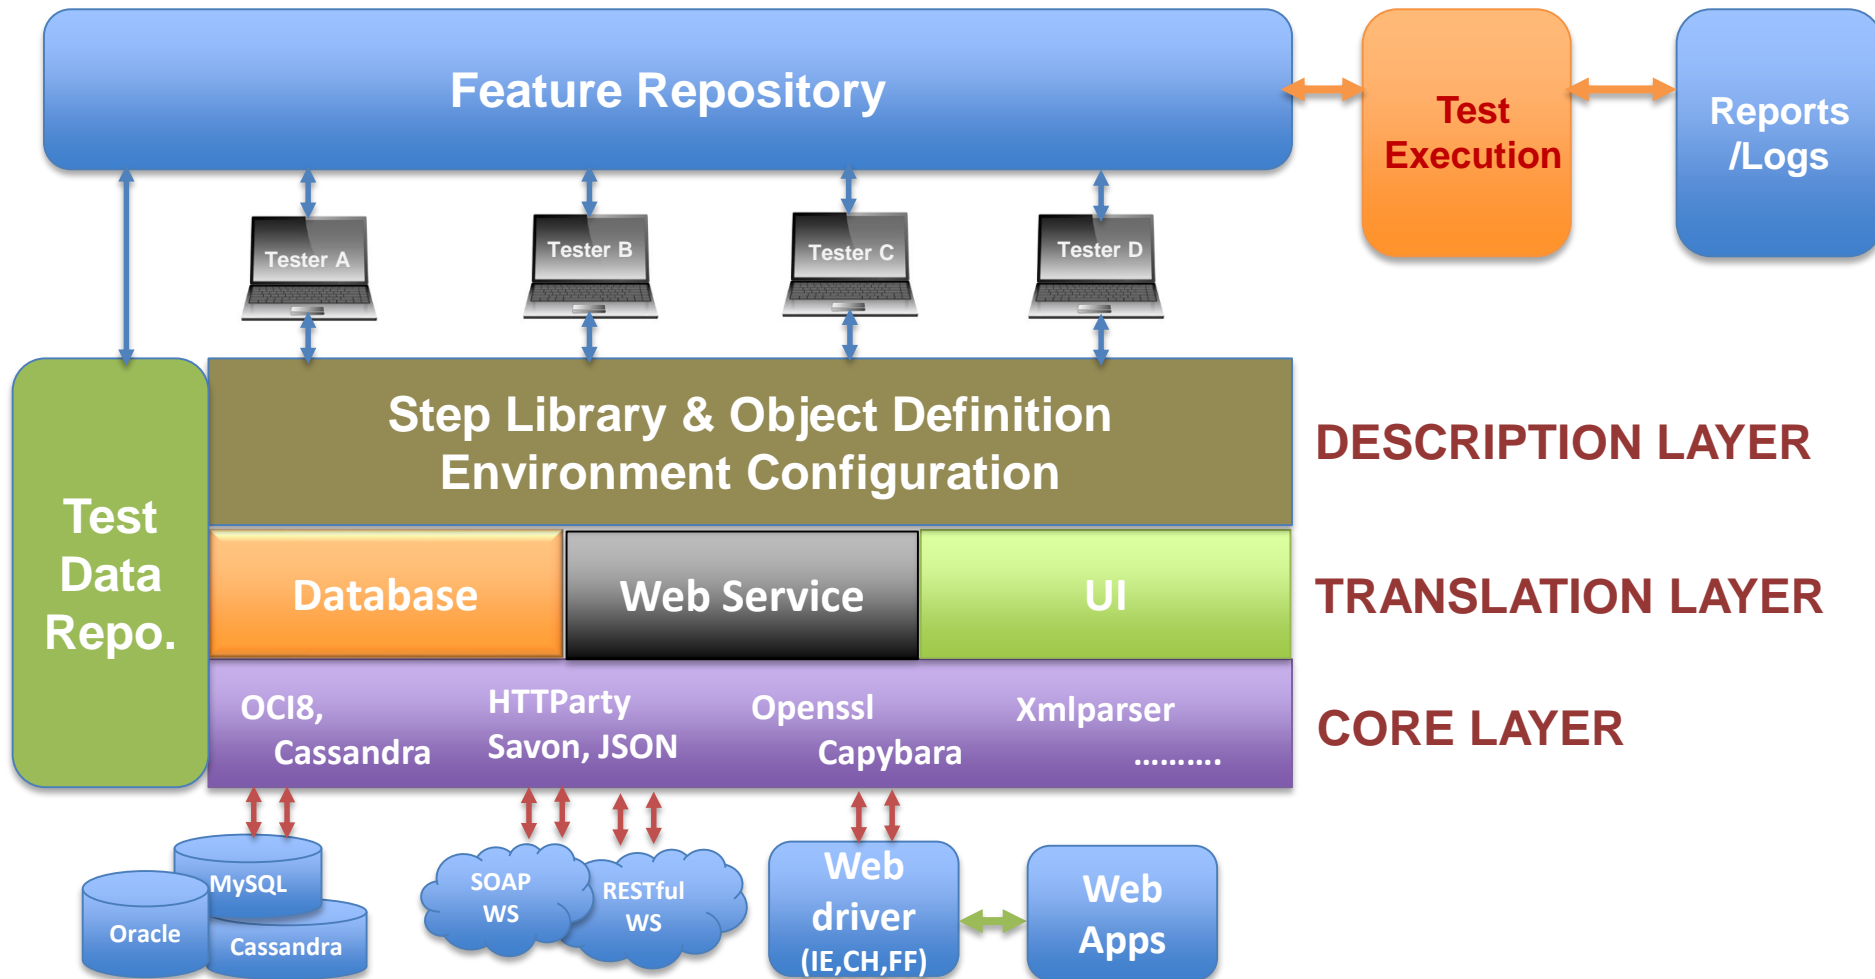 Feature Repository
Test
Execution
Reports
/Logs
Tester A
Tester B
Tester C
Tester D
Test
Data
Repo.
Step Library & Object Definition
Environment Configuration
DESCRIPTION LAYER
Database
Web Service
UI
TRANSLATION LAYER
OCI8,
Cassandra
HTTParty
Savon, JSON
Openssl
Capybara
Xmlparser
..........
CORE LAYER
MySQL
Oracle
Cassandra
SOAP
WS
RESTful
WS
Web
driver
(IE,CH,FF)
Web
Apps